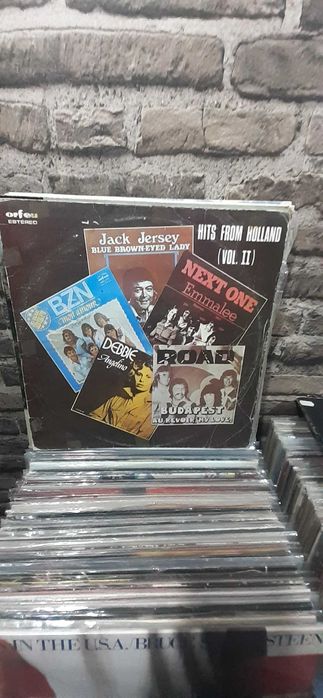 orfeu
ESTEREO
HITS FROM HOLLAND
(VOL. II)
Jack Jersey
BLUE BROWN-EYED LADY
NEXT ONE
Emmalee
BZN
DEBBIE
Angelino
ROAD
BUDAPEST
AU REVOIR MY LOVE
IN THE U.S.A./BRUCE SPRINGSTEEN